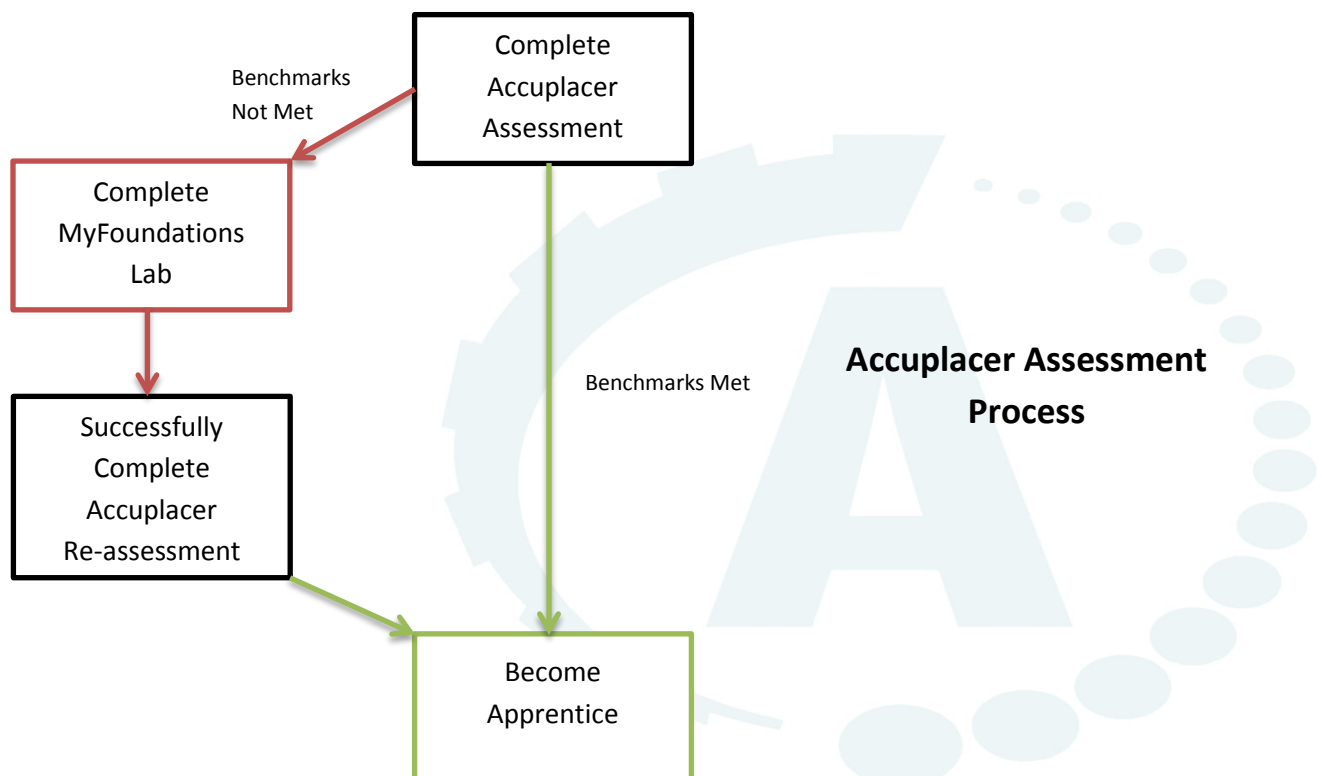 Complete
Accuplacer
Assessment
Benchmarks
Not Met
Complete
MyFoundations
Lab
Benchmarks Met
Accuplacer Assessment
Process
Successfully
Complete
Accuplacer
Re-assessment
Become
Apprentice
A